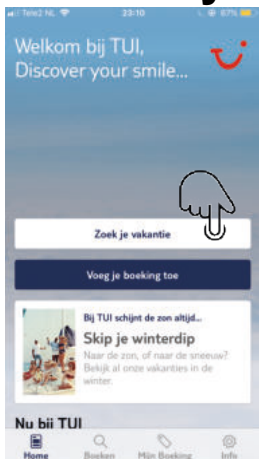 Tele2 NL 23:10 87%
Welkom bij TUI,
Discover your smile...
Zoek je vakantie
Voeg je boeking toe
Bij TUI schijnt de zon altijd...
Skip je winterdip
Naar de zon, of naar de sneeuw?
Bekijk al onze vakanties in de
winter.
Nu bij TUI
Home Boeken Mijn Boeking Info